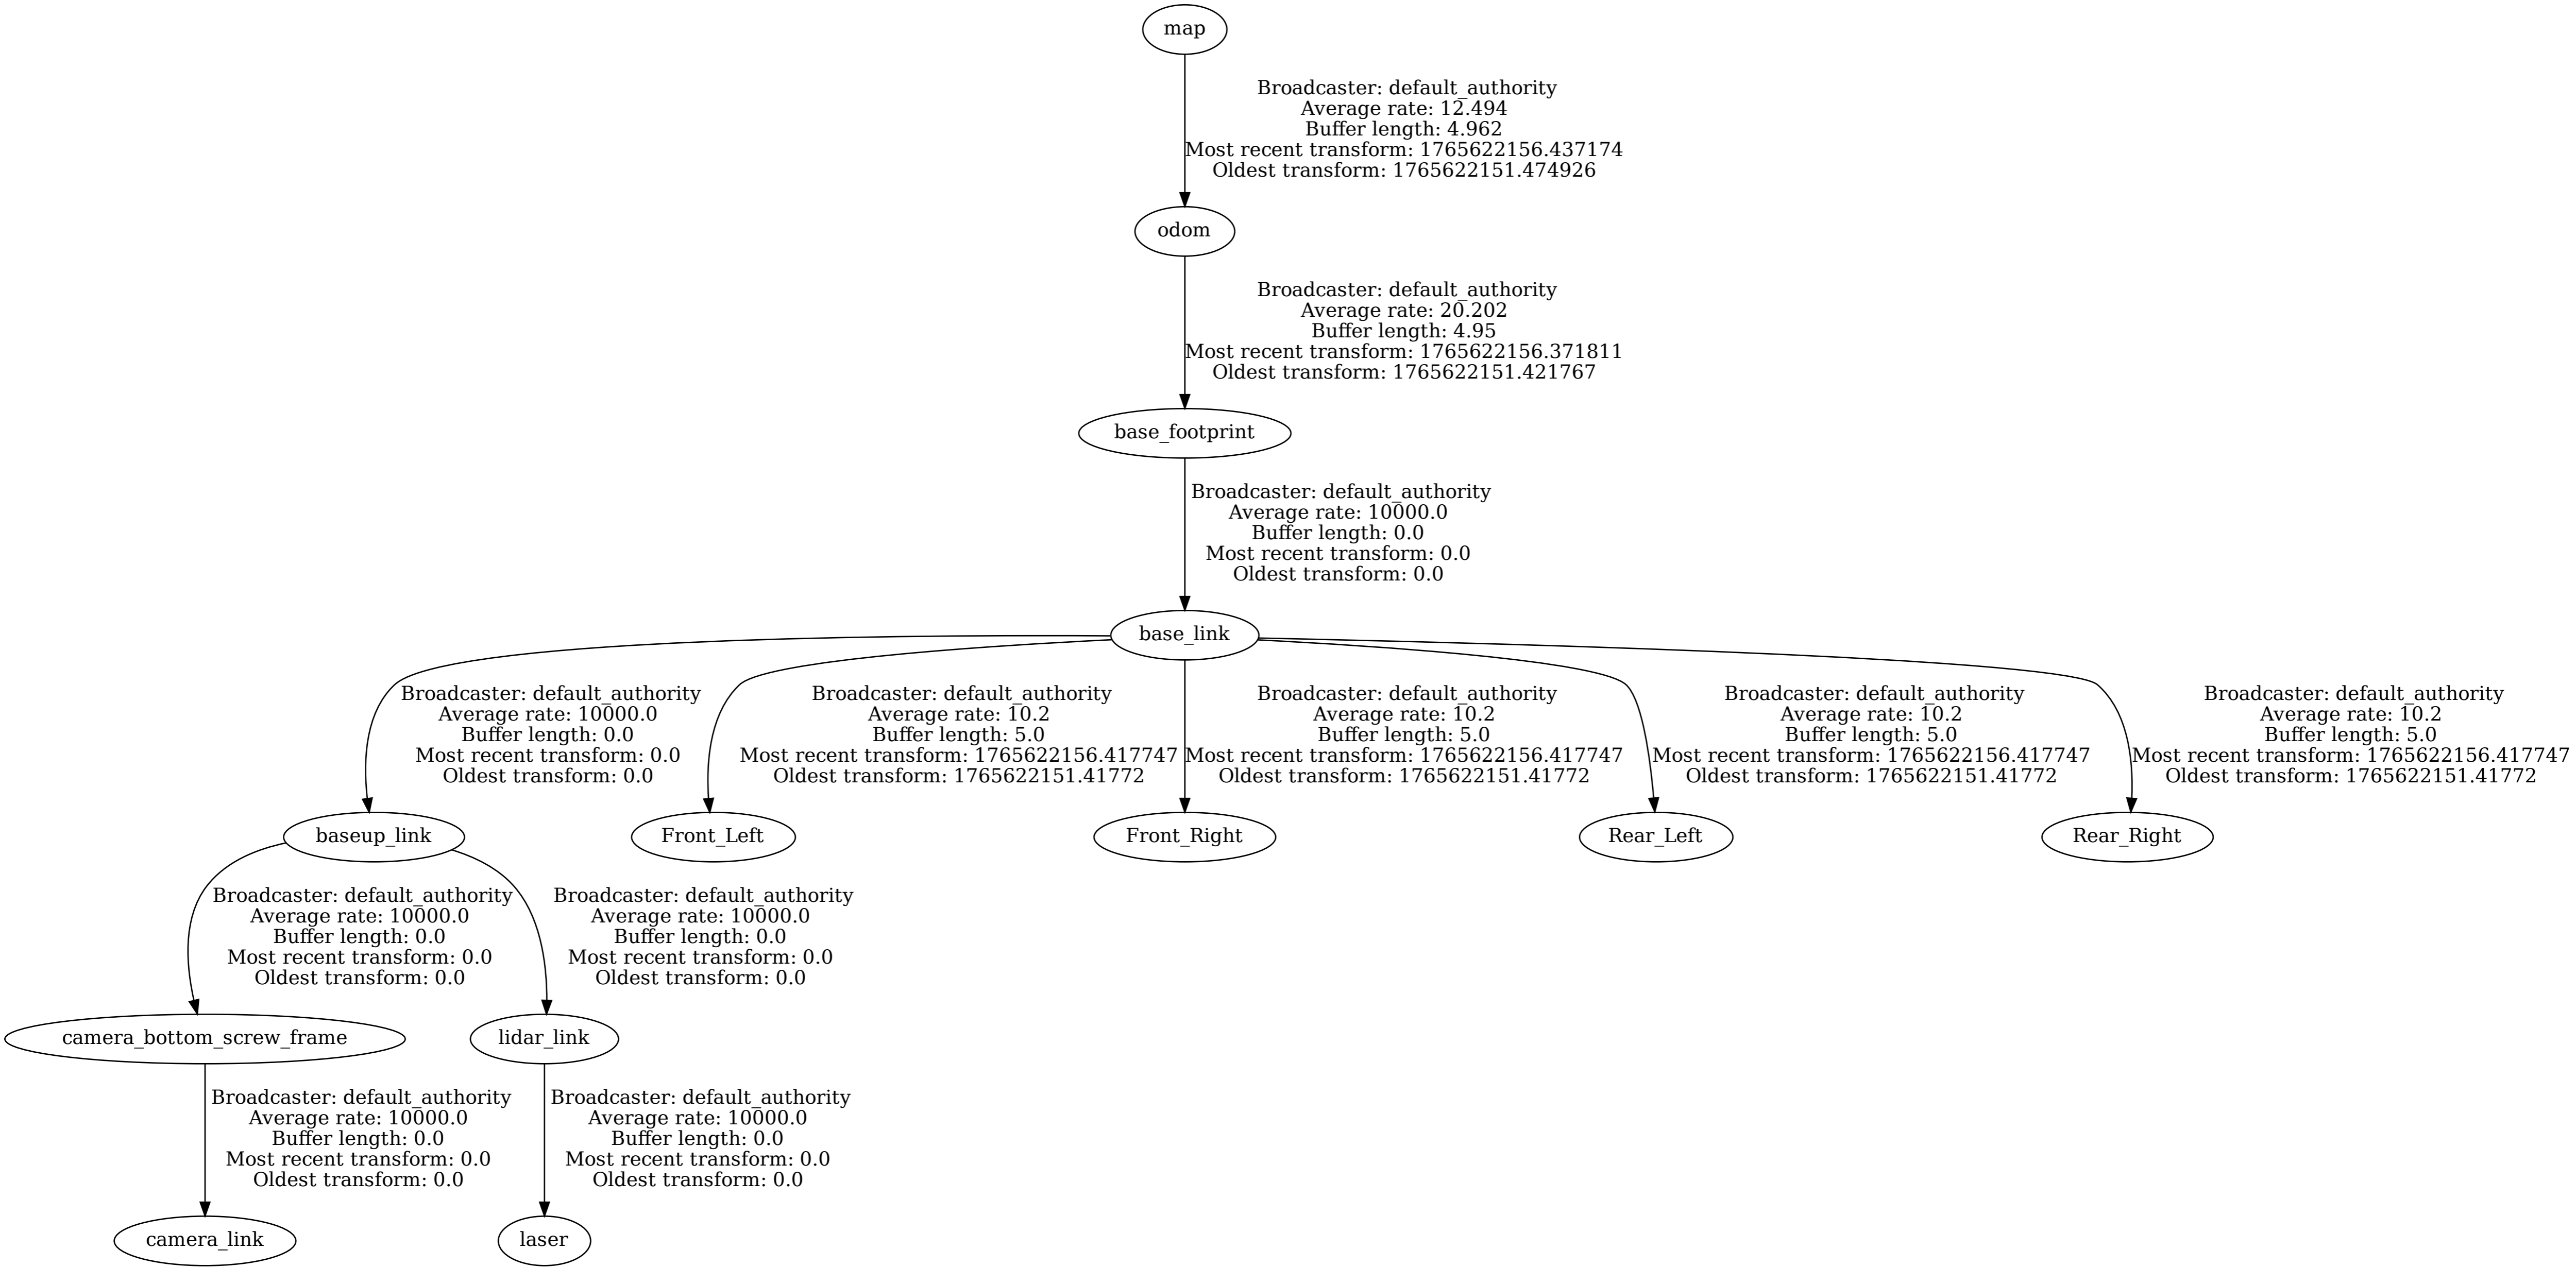 map
Broadcaster: default_authority
Average rate: 12.494
Buffer length: 4.962
Most recent transform: 1765622156.437174
Oldest transform: 1765622151.474926
odom
Broadcaster: default_authority
Average rate: 20.202
Buffer length: 4.95
Most recent transform: 1765622156.371811
Oldest transform: 1765622151.421767
base_footprint
Broadcaster: default_authority
Average rate: 10000.0
Buffer length: 0.0
Most recent transform: 0.0
Oldest transform: 0.0
base_link
Broadcaster: default_authority
Average rate: 10000.0
Buffer length: 0.0
Most recent transform: 0.0
Oldest transform: 0.0
Broadcaster: default_authority
Average rate: 10.2
Buffer length: 5.0
Most recent transform: 1765622156.417747
Oldest transform: 1765622151.41772
Broadcaster: default_authority
Average rate: 10.2
Buffer length: 5.0
Most recent transform: 1765622156.417747
Oldest transform: 1765622151.41772
Broadcaster: default_authority
Average rate: 10.2
Buffer length: 5.0
Most recent transform: 1765622156.417747
Oldest transform: 1765622151.41772
Broadcaster: default_authority
Average rate: 10.2
Buffer length: 5.0
Most recent transform: 1765622156.417747
Oldest transform: 1765622151.41772
baseup_link
Front_Left
Front_Right
Rear_Left
Rear_Right
Broadcaster: default_authority
Average rate: 10000.0
Buffer length: 0.0
Most recent transform: 0.0
Oldest transform: 0.0
Broadcaster: default_authority
Average rate: 10000.0
Buffer length: 0.0
Most recent transform: 0.0
Oldest transform: 0.0
camera_bottom_screw_frame
lidar_link
Broadcaster: default_authority
Average rate: 10000.0
Buffer length: 0.0
Most recent transform: 0.0
Oldest transform: 0.0
Broadcaster: default_authority
Average rate: 10000.0
Buffer length: 0.0
Most recent transform: 0.0
Oldest transform: 0.0
camera_link
laser